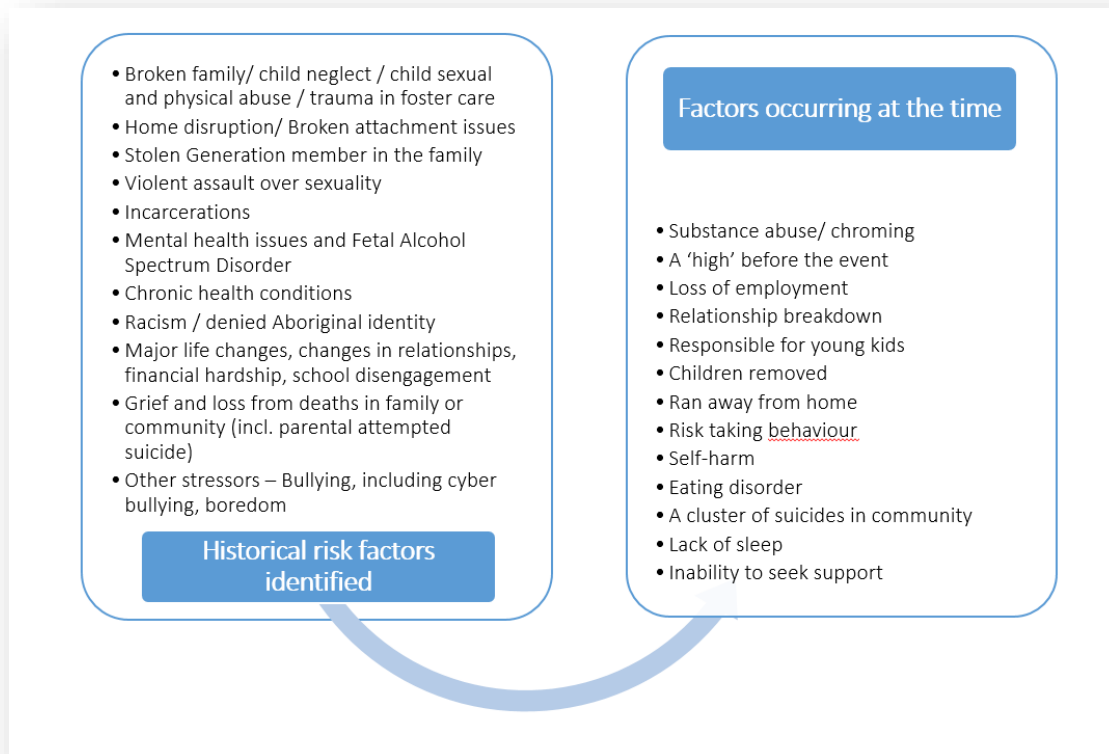 • Broken family/ child neglect / child sexual
and physical abuse / trauma in foster care
• Home disruption/ Broken attachment issues
• Stolen Generation member in the family
• Violent assault over sexuality
• Incarcerations
• Mental health issues and Fetal Alcohol
Spectrum Disorder
• Chronic health conditions
• Racism / denied Aboriginal identity
• Major life changes, changes in relationships,
financial hardship, school disengagement
• Grief and loss from deaths in family or
community (incl. parental attempted
suicide)
• Other stressors – Bullying, including cyber
bullying, boredom
Historical risk factors
identified
Factors occurring at the time
• Substance abuse/ chroming
• A ‘high’ before the event
• Loss of employment
• Relationship breakdown
• Responsible for young kids
• Children removed
• Ran away from home
• Risk taking behaviour
• Self-harm
• Eating disorder
• A cluster of suicides in community
• Lack of sleep
• Inability to seek support